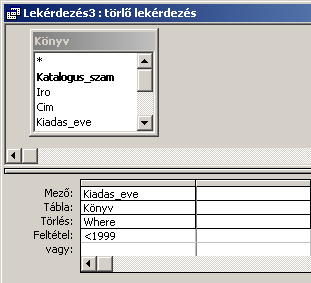 Lekérdezés3 : törlő lekérdezés
Könyv
*
Katalogus_szam
Iro
Cim
Kiadas_eve
Mező: Kiadas_eve
Tábla: Könyv
Törlés: Where
Feltétel: <1999
vagy: